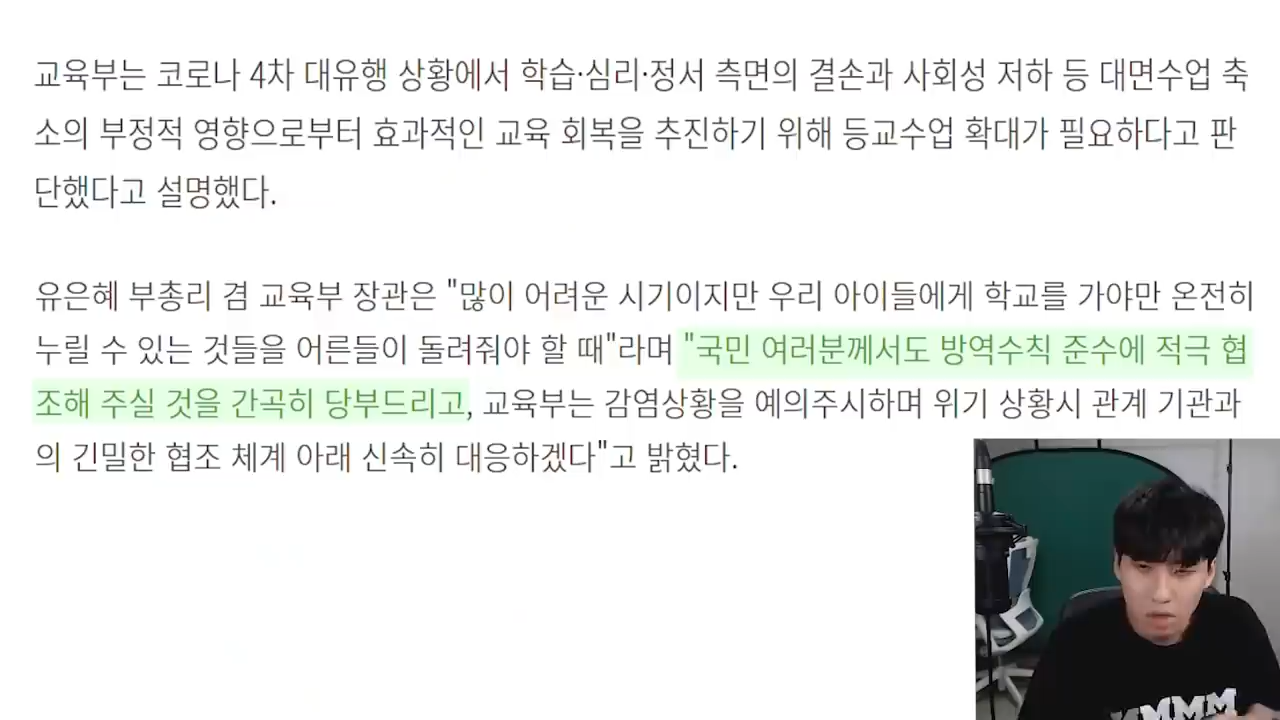 교육부는 코로나 4차 대유행 상황에서 학습·심리·정서 측면의 결손과 사회성 저하 등 대면수업 축
소의 부정적 영향으로부터 효과적인 교육 회복을 추진하기 위해 등교수업 확대가 필요하다고 판
단했다고 설명했다.
유은혜 부총리 겸 교육부 장관은 "많이 어려운 시기이지만 우리 아이들에게 학교를 가야만 온전히
누릴 수 있는 것들을 어른들이 돌려줘야 할 때"라며 "국민 여러분께서도 방역수칙 준수에 적극 협
조해 주실 것을 간곡히 당부드리고, 교육부는 감염상황을 예의주시하며 위기 상황시 관계 기관과
의 긴밀한 협조 체계 아래 신속히 대응하겠다"고 밝혔다.